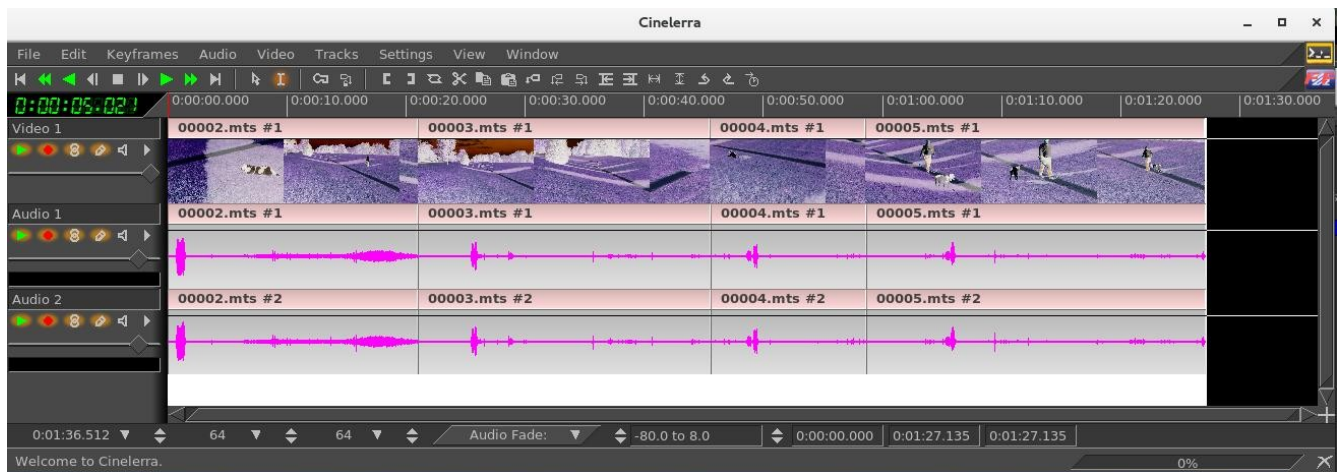 Cinelerra
File Edit Keyframes Audio Video Tracks Settings View Window
0:00:05.021 0:00:00.000 0:00:10.000 0:00:20.000 0:00:30.000 0:00:40.000 0:00:50.000 0:01:00.000 0:01:10.000 0:01:20.000 0:01:30.000
Video 1 00002.mts #1 00003.mts #1 00004.mts #1 00005.mts #1
Audio 1 00002.mts #1 00003.mts #1 00004.mts #1 00005.mts #1
Audio 2 00002.mts #2 00003.mts #2 00004.mts #2 00005.mts #2
0:01:36.512 64 64 Audio Fade: -80.0 to 8.0 0:00:00.000 0:01:27.135 0:01:27.135
Welcome to Cinelerra. 0%